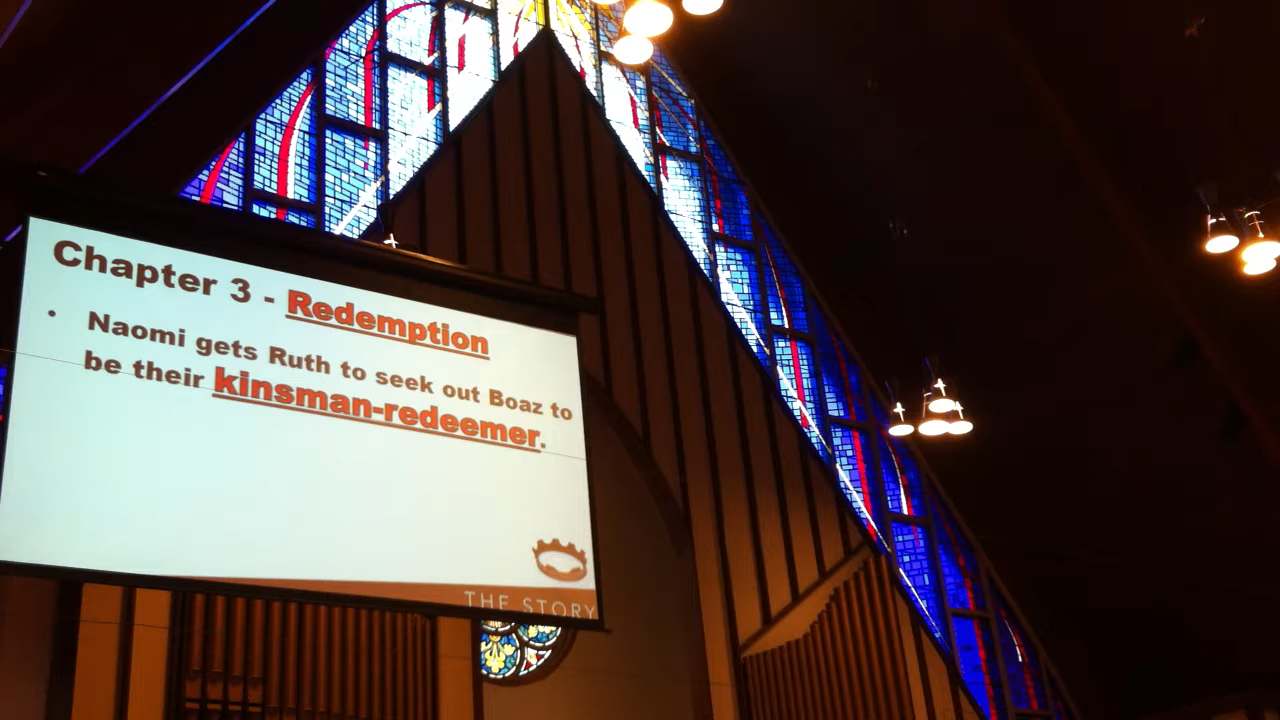 Chapter 3 - Redemption
• Naomi gets Ruth to seek out Boaz to
be their kinsman-redeemer.
THE STORY